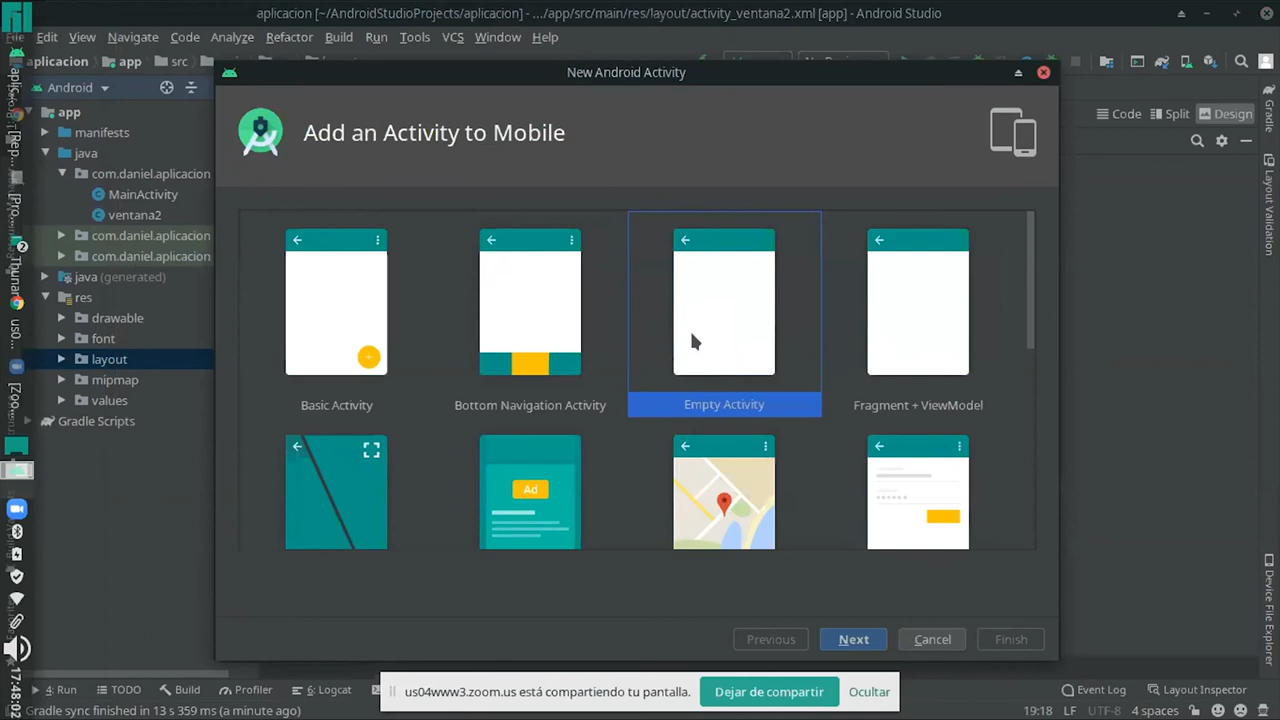 aplicacion [~/AndroidStudioProjects/aplicacion] - .../app/src/main/res/layout/activity_ventana2.xml [app] - Android Studio
File Edit View Navigate Code Analyze Refactor Build Run Tools VCS Window Help
aplicacion app src
New Android Activity
Android
Add an Activity to Mobile
Code Split Design
app
manifests
java
com.daniel.aplicacion
MainActivity
ventana2
com.daniel.aplicacion
com.daniel.aplicacion
java (generated)
res
drawable
font
layout
mipmap
values
Gradle Scripts
Basic Activity
Bottom Navigation Activity
Empty Activity
Fragment + ViewModel
Ad
Previous
Next
Cancel
Finish
Gradle
Layout Validation
Device File Explorer
us04www3.zoom.us está compartiendo tu pantalla.
Dejar de compartir
Ocultar
4: Run TODO Build Profiler 6: Logcat
Event Log Layout Inspector
Gradle sync finished in 13 s 359 ms (a minute ago)
19:18 LF UTF-8 4 spaces
[Rep...
[Pro...
2
Thunar
us0...
[Zoo...
17:48:02